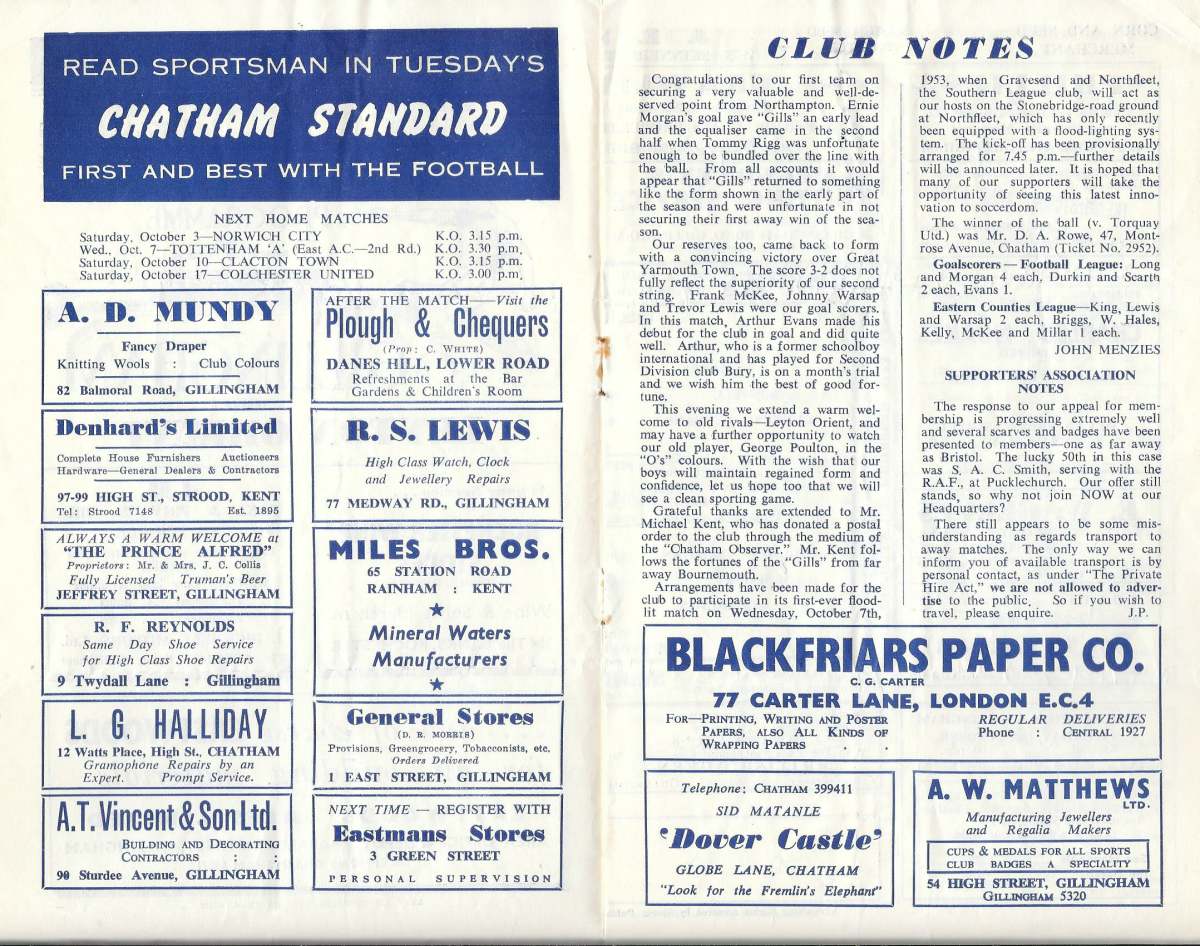 READ SPORTSMAN IN TUESDAY'S
CHATHAM STANDARD
FIRST AND BEST WITH THE FOOTBALL
NEXT HOME MATCHES
Saturday, October 3—NORWICH CITY K.O. 3.15 p.m.
Wed., Oct. 7—TOTTENHAM 'A' (East A.C.—2nd Rd.) K.O. 3.30 p.m.
Saturday, October 10—CLACTON TOWN K.O. 3.15 p.m.
Saturday, October 17—COLCHESTER UNITED K.O. 3.00 p.m.
A. D. MUNDY
Fancy Draper
Knitting Wools : Club Colours
82 Balmoral Road, GILLINGHAM
Denhard's Limited
Complete House Furnishers Auctioneers
Hardware—General Dealers & Contractors
97-99 HIGH ST., STROOD, KENT
Tel: Strood 7148 Est. 1895
ALWAYS A WARM WELCOME at
"THE PRINCE ALFRED"
Proprietors: Mr. & Mrs. J. C. Collis
Fully Licensed Truman's Beer
JEFFREY STREET, GILLINGHAM
R. F. REYNOLDS
Same Day Shoe Service
for High Class Shoe Repairs
9 Twydall Lane : Gillingham
L. G. HALLIDAY
12 Watts Place, High St., CHATHAM
Gramophone Repairs by an
Expert. Prompt Service.
A.T. Vincent & Son Ltd.
BUILDING AND DECORATING
CONTRACTORS : :
90 Sturdee Avenue, GILLINGHAM
AFTER THE MATCH—Visit the
Plough & Chequers
(Prop: C. WHITE)
DANES HILL, LOWER ROAD
Refreshments at the Bar
Gardens & Children's Room
R. S. LEWIS
High Class Watch, Clock
and Jewellery Repairs
77 MEDWAY RD., GILLINGHAM
MILES BROS.
65 STATION ROAD
RAINHAM : KENT
★
Mineral Waters
Manufacturers
★
General Stores
(D. R. MORRIS)
Provisions, Greengrocery, Tobacconists, etc.
Orders Delivered
1 EAST STREET, GILLINGHAM
NEXT TIME — REGISTER WITH
Eastmans Stores
3 GREEN STREET
PERSONAL SUPERVISION
CLUB NOTES
Congratulations to our first team on
securing a very valuable and well-de-
served point from Northampton. Ernie
Morgan's goal gave "Gills" an early lead
and the equaliser came in the second
half when Tommy Rigg was unfortunate
enough to be bundled over the line with
the ball. From all accounts it would
appear that "Gills" returned to something
like the form shown in the early part of
the season and were unfortunate in not
securing their first away win of the sea-
son.
Our reserves too, came back to form
with a convincing victory over Great
Yarmouth Town. The score 3-2 does not
fully reflect the superiority of our second
string. Frank McKee, Johnny Warsap
and Trevor Lewis were our goal scorers.
In this match, Arthur Evans made his
debut for the club in goal and did quite
well. Arthur, who is a former schoolboy
international and has played for Second
Division club Bury, is on a month's trial
and we wish him the best of good for-
tune.
This evening we extend a warm wel-
come to old rivals—Leyton Orient, and
may have a further opportunity to watch
our old player, George Poulton, in the
"O's" colours. With the wish that our
boys will maintain regained form and
confidence, let us hope too that we will
see a clean sporting game.
Grateful thanks are extended to Mr.
Michael Kent, who has donated a postal
order to the club through the medium of
the "Chatham Observer." Mr. Kent fol-
lows the fortunes of the "Gills" from far
away Bournemouth.
Arrangements have been made for the
club to participate in its first-ever flood-
lit match on Wednesday, October 7th,
1953, when Gravesend and Northfleet,
the Southern League club, will act as
our hosts on the Stonebridge-road ground
at Northfleet, which has only recently
been equipped with a flood-lighting sys-
tem. The kick-off has been provisionally
arranged for 7.45 p.m.—further details
will be announced later. It is hoped that
many of our supporters will take the
opportunity of seeing this latest inno-
vation to soccerdom.
The winner of the ball (v. Torquay
Utd.) was Mr. D. A. Rowe, 47, Mont-
rose Avenue, Chatham (Ticket No. 2952).
Goalscorers — Football League: Long
and Morgan 4 each, Durkin and Scarth
2 each, Evans 1.
Eastern Counties League—King, Lewis
and Warsap 2 each, Briggs, W. Hales,
Kelly, McKee and Millar 1 each.
JOHN MENZIES
SUPPORTERS' ASSOCIATION
NOTES
The response to our appeal for mem-
bership is progressing extremely well
and several scarves and badges have been
presented to members—one as far away
as Bristol. The lucky 50th in this case
was S. A. C. Smith, serving with the
R.A.F., at Pucklechurch. Our offer still
stands, so why not join NOW at our
Headquarters?
There still appears to be some mis-
understanding as regards transport to
away matches. The only way we can
inform you of available transport is by
personal contact, as under "The Private
Hire Act," we are not allowed to adver-
tise to the public. So if you wish to
travel, please enquire. J.P.
BLACKFRIARS PAPER CO.
C. G. CARTER
77 CARTER LANE, LONDON E.C.4
FOR—PRINTING, WRITING AND POSTER
PAPERS, ALSO ALL KINDS OF
WRAPPING PAPERS . .
REGULAR DELIVERIES
Phone : CENTRAL 1927
Telephone: CHATHAM 399411
SID MATANLE
'Dover Castle'
GLOBE LANE, CHATHAM
"Look for the Fremlin's Elephant"
A. W. MATTHEWS
LTD.
Manufacturing Jewellers
and Regalia Makers
CUPS & MEDALS FOR ALL SPORTS
CLUB BADGES A SPECIALITY
54 HIGH STREET, GILLINGHAM
GILLINGHAM 5320